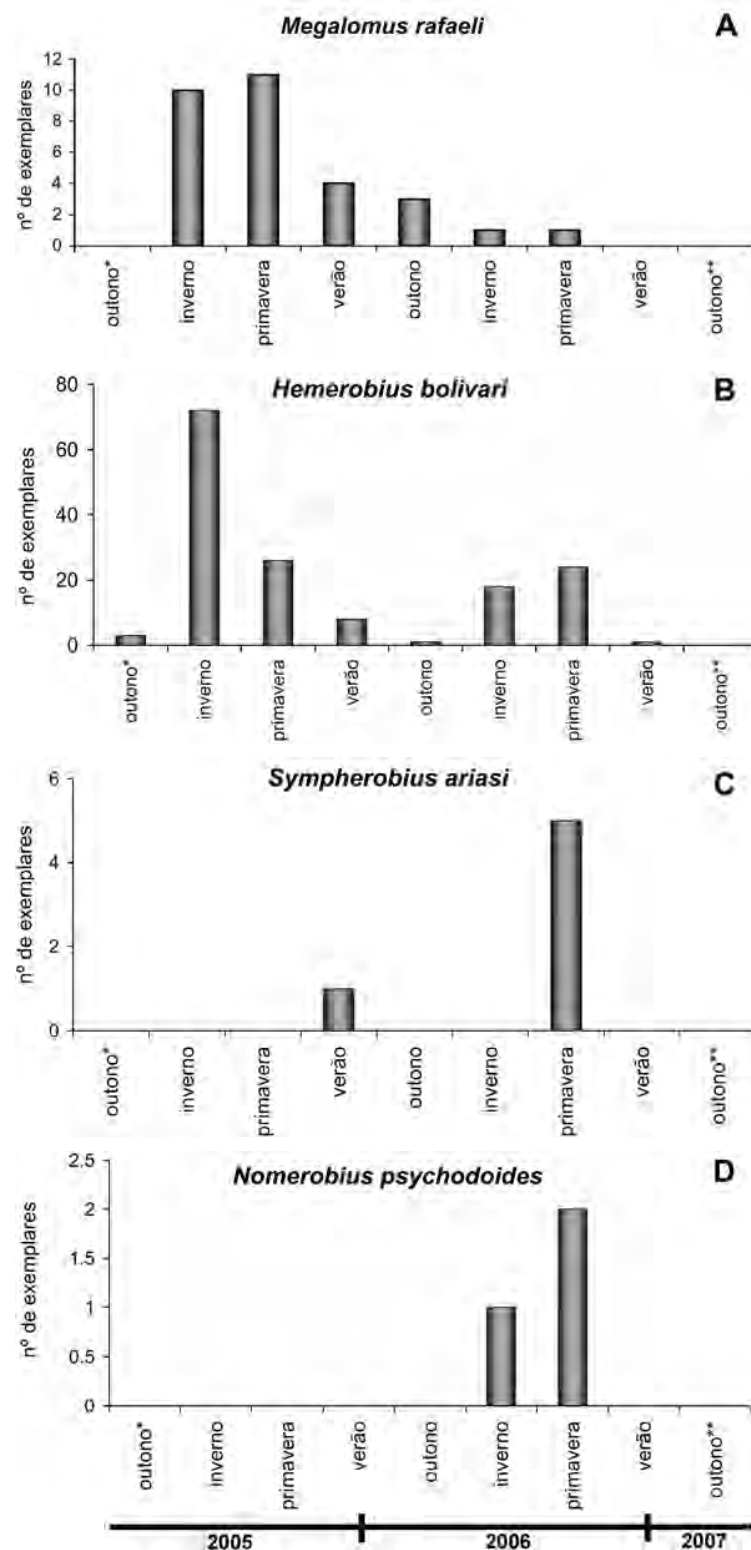 Megalomus rafaeli
A
nº de exemplares
12
10
8
6
4
2
0
outono*
inverno
primavera
verão
outono
inverno
primavera
verão
outono**
Hemerobius bolivari
B
nº de exemplares
80
60
40
20
0
outono*
inverno
primavera
verão
outono
inverno
primavera
verão
outono**
Sympherobius ariasi
C
nº de exemplares
6
4
2
0
outono*
inverno
primavera
verão
outono
inverno
primavera
verão
outono**
Nomerobius psychodoides
D
nº de exemplares
2.5
2
1.5
1
0.5
0
outono*
inverno
primavera
verão
outono
inverno
primavera
verão
outono**
2005 2006 2007